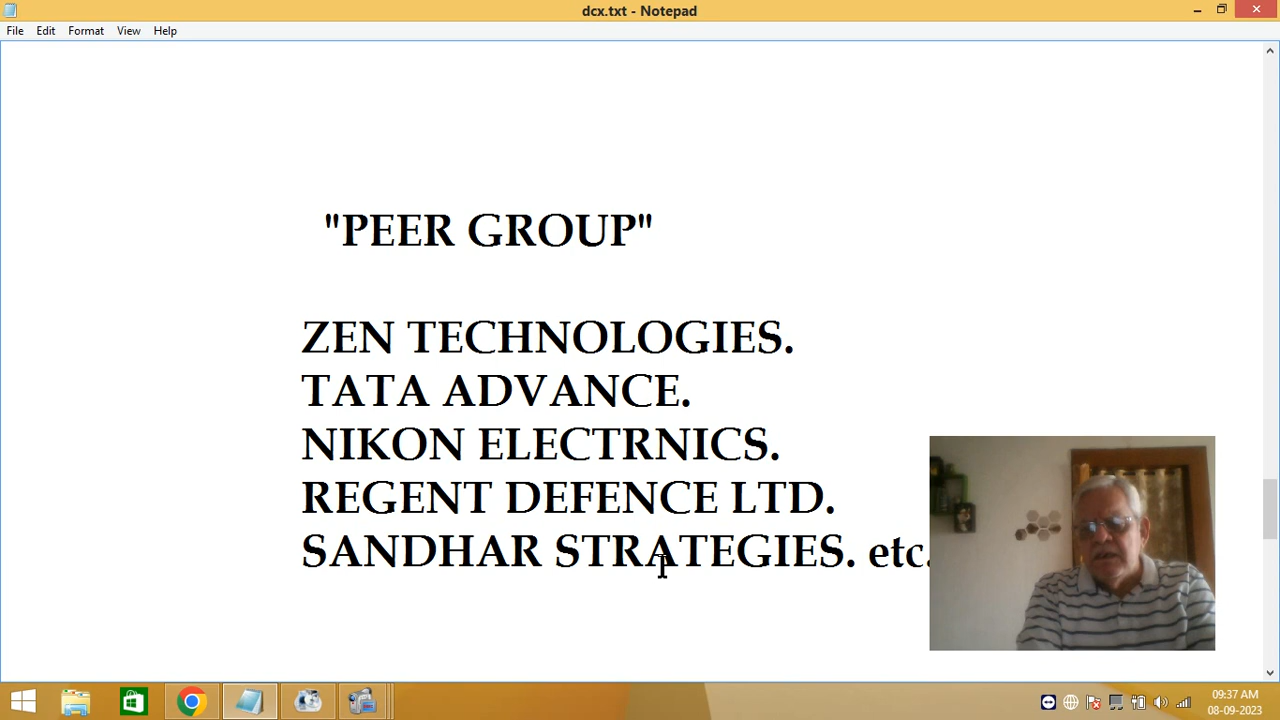 dcx.txt - Notepad
File Edit Format View Help
"PEER GROUP"
ZEN TECHNOLOGIES.
TATA ADVANCE.
NIKON ELECTRNICS.
REGENT DEFENCE LTD.
SANDHAR STRATEGIES. etc.
09:37 AM
08-09-2023